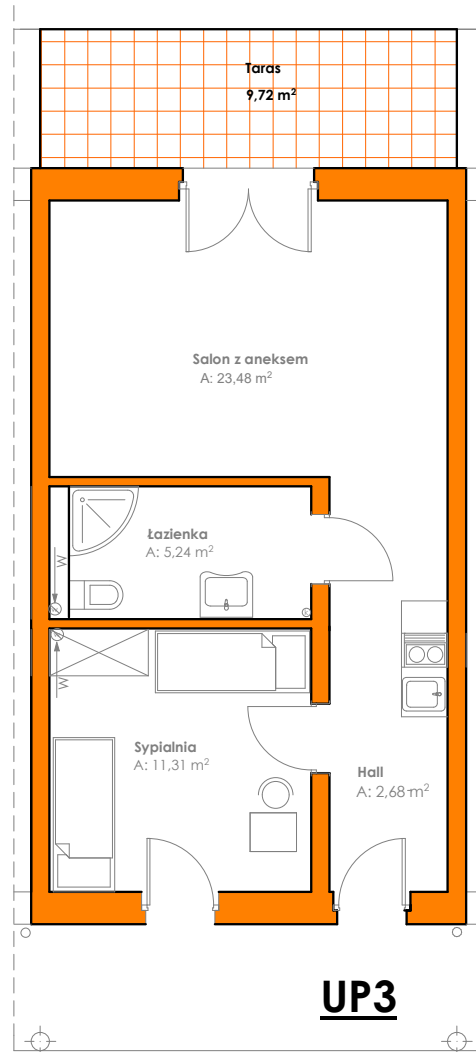 Taras
9,72 m²
Salon z aneksem
A: 23,48 m²
Łazienka
A: 5,24 m²
W
W
Sypialnia
A: 11,31 m²
Hall
A: 2,68 m²
UP3